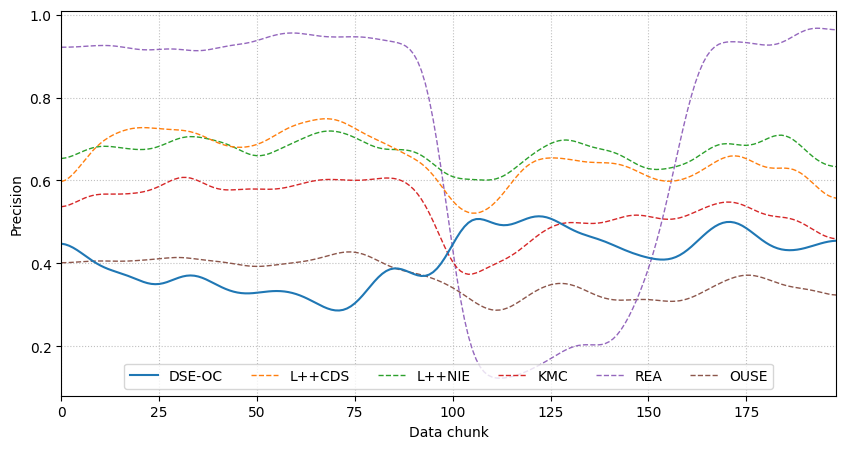 1.0
0.8
0.6
0.4
0.2
Precision
DSE-OC L++CDS L++NIE KMC REA OUSE
0 25 50 75 100 125 150 175
Data chunk